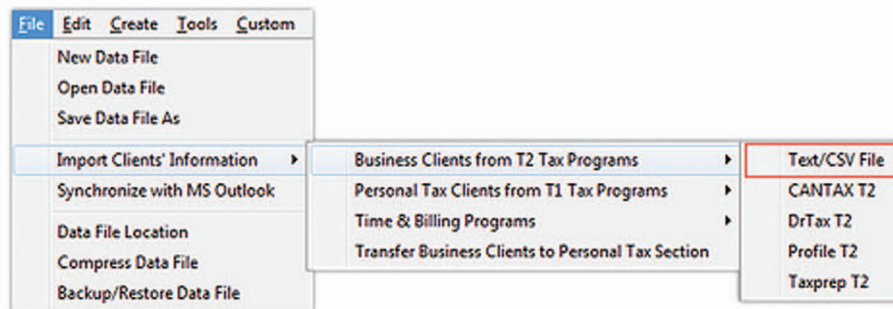 File Edit Create Tools Custom
New Data File
Open Data File
Save Data File As
Import Clients' Information
Synchronize with MS Outlook
Data File Location
Compress Data File
Backup/Restore Data File
Business Clients from T2 Tax Programs
Personal Tax Clients from T1 Tax Programs
Time & Billing Programs
Transfer Business Clients to Personal Tax Section
Text/CSV File
CANTAX T2
DrTax T2
Profile T2
Taxprep T2